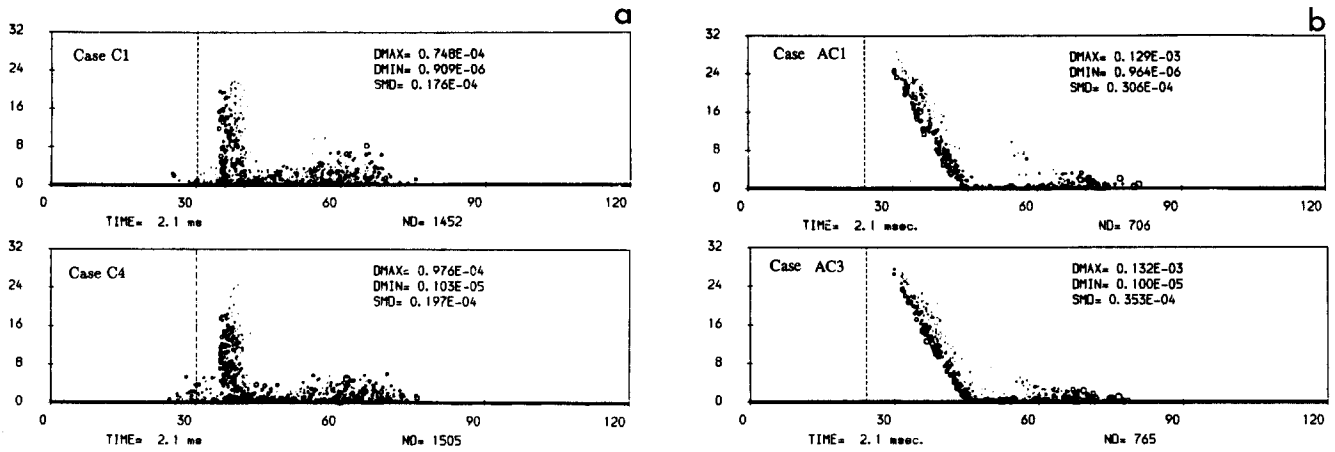 a
32
24
16
8
0
Case C1
DMAX= 0.748E-04
DMIN= 0.909E-06
SMD= 0.176E-04
0 30 60 90 120
TIME= 2.1 ms ND= 1452
32
24
16
8
0
Case C4
DMAX= 0.976E-04
DMIN= 0.103E-05
SMD= 0.197E-04
0 30 60 90 120
TIME= 2.1 ms ND= 1505
b
32
24
16
8
0
Case AC1
DMAX= 0.129E-03
DMIN= 0.964E-06
SMD= 0.306E-04
0 30 60 90 120
TIME= 2.1 msec. ND= 706
32
24
16
8
0
Case AC3
DMAX= 0.132E-03
DMIN= 0.100E-05
SMD= 0.353E-04
0 30 60 90 120
TIME= 2.1 msec. ND= 765